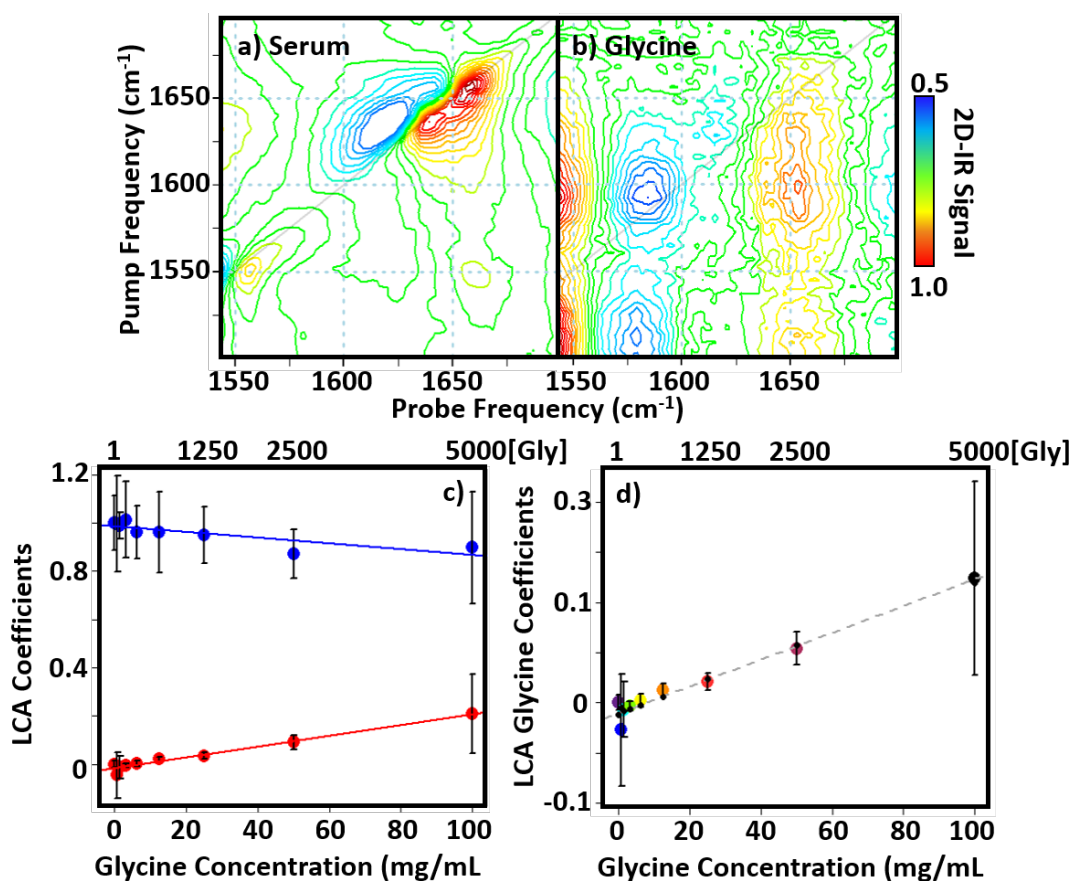 a) Serum
b) Glycine
Pump Frequency (cm-1)
1650
1600
1550
0.5
2D-IR Signal
1.0
1550 1600 1650 1550 1600 1650
Probe Frequency (cm-1)
1 1250 2500 5000[Gly]
1 1250 2500 5000[Gly]
c)
LCA Coefficients
1.2
0.8
0.4
0
0 20 40 60 80 100
Glycine Concentration (mg/mL
d)
LCA Glycine Coefficients
0.3
0.1
0
-0.1
0 20 40 60 80 100
Glycine Concentration (mg/mL